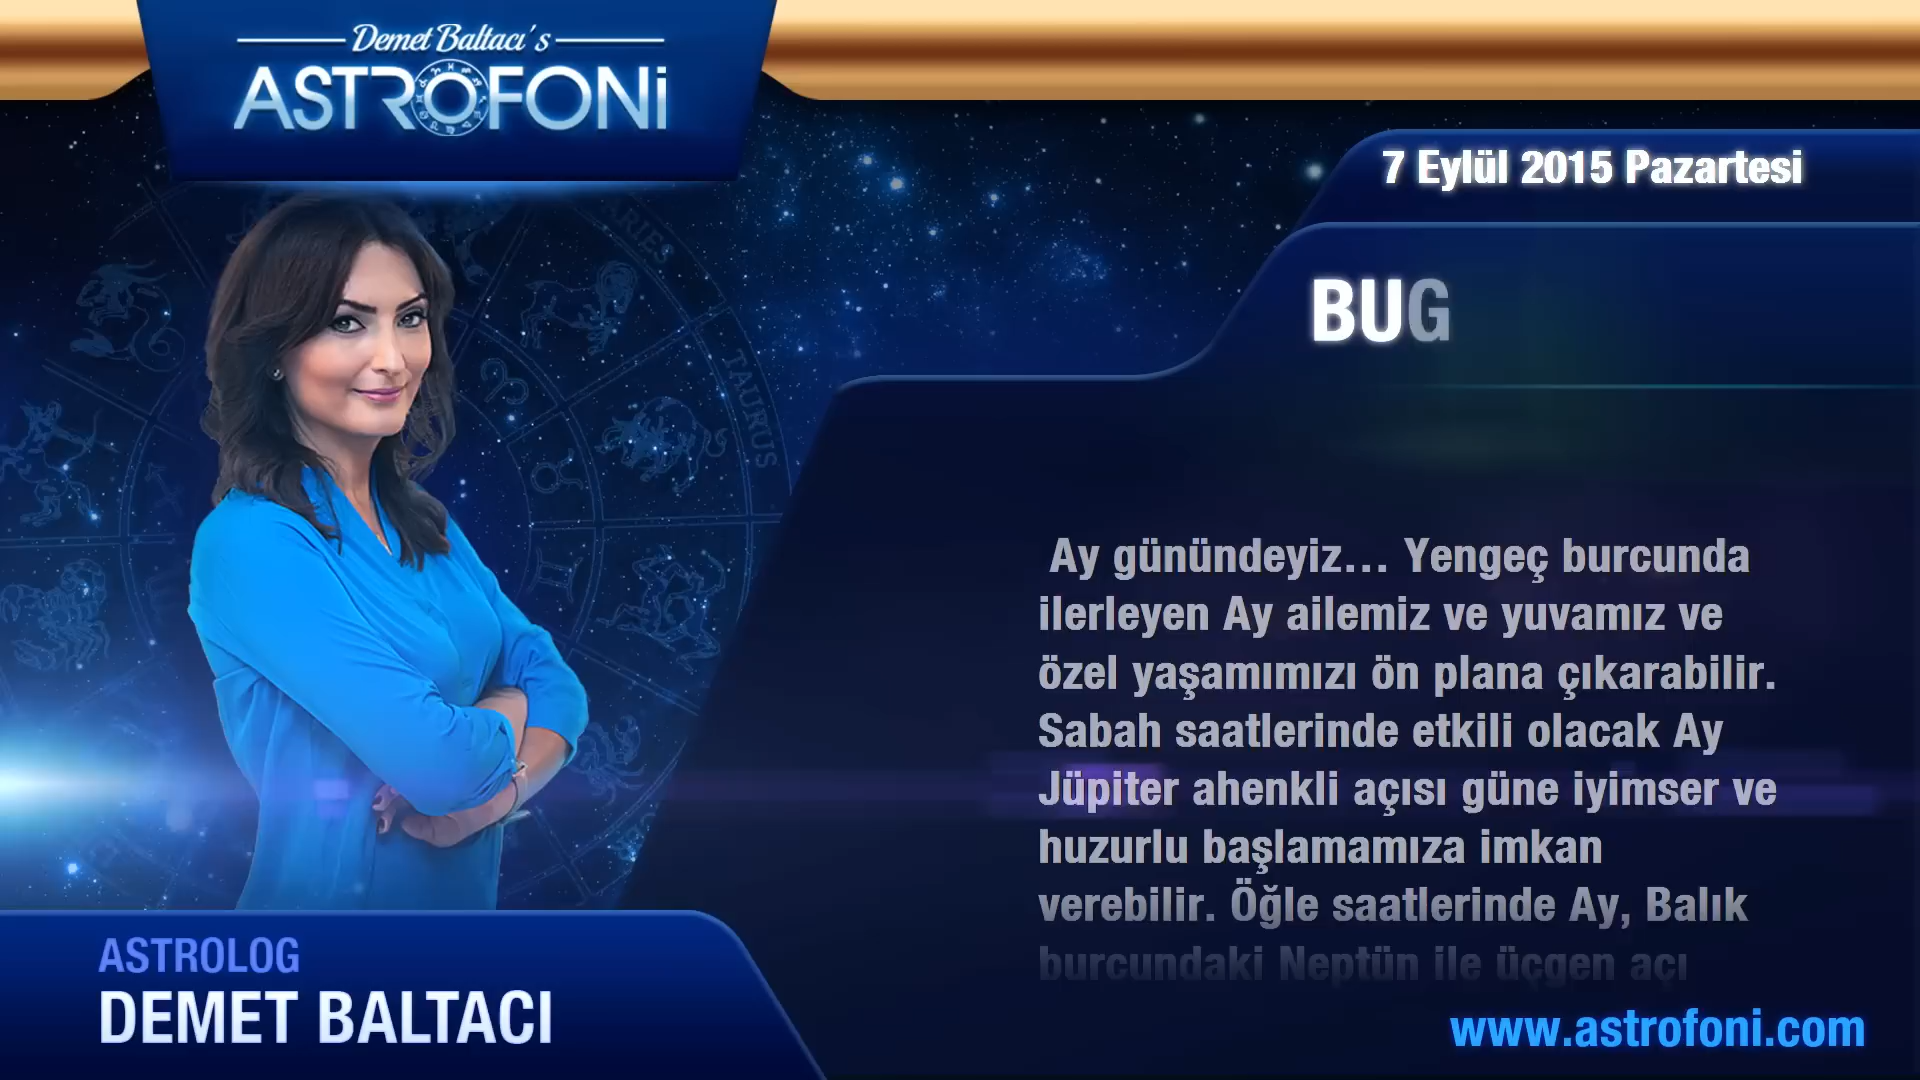 Demet Baltacı's
ASTROFONi
ARIES
TAURUS
7 Eylül 2015 Pazartesi
BUG
Ay günündeyiz… Yengeç burcunda
ilerleyen Ay ailemiz ve yuvamız ve
özel yaşamımızı ön plana çıkarabilir.
Sabah saatlerinde etkili olacak Ay
Jüpiter ahenkli açısı güne iyimser ve
huzurlu başlamamıza imkan
verebilir. Öğle saatlerinde Ay, Balık
burcundaki Neptün ile üçgen açı
ASTROLOG
DEMET BALTACI
www.astrofoni.com